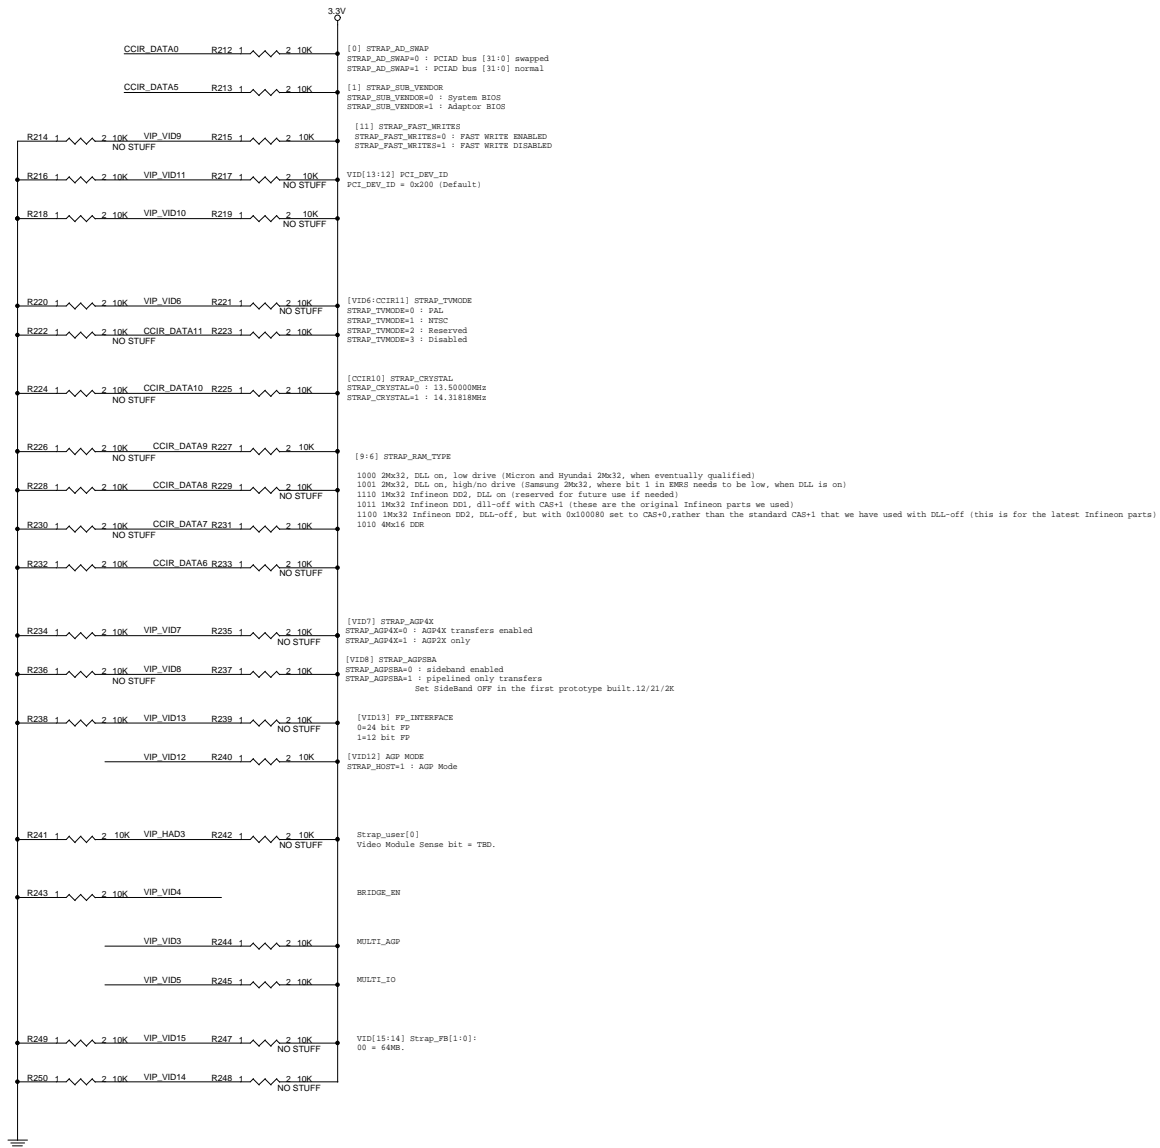 3.3V
CCIR_DATA0 R212 1 2 10K
[0] STRAP_AD_SWAP
STRAP_AD_SWAP=0 : PCIAD bus [31:0] swapped
STRAP_AD_SWAP=1 : PCIAD bus [31:0] normal
CCIR_DATA5 R213 1 2 10K
[1] STRAP_SUB_VENDOR
STRAP_SUB_VENDOR=0 : System BIOS
STRAP_SUB_VENDOR=1 : Adaptor BIOS
R214 1 2 10K VIP_VID9 R215 1 2 10K
NO STUFF
[11] STRAP_FAST_WRITES
STRAP_FAST_WRITES=0 : FAST WRITE ENABLED
STRAP_FAST_WRITES=1 : FAST WRITE DISABLED
R216 1 2 10K VIP_VID11 R217 1 2 10K
NO STUFF
VID[13:12] PCI_DEV_ID
PCI_DEV_ID = 0x200 (Default)
R218 1 2 10K VIP_VID10 R219 1 2 10K
NO STUFF
R220 1 2 10K VIP_VID6 R221 1 2 10K
NO STUFF
[VID6:CCIR11] STRAP_TVMODE
STRAP_TVMODE=0 : PAL
STRAP_TVMODE=1 : NTSC
STRAP_TVMODE=2 : Reserved
STRAP_TVMODE=3 : Disabled
R222 1 2 10K CCIR_DATA11 R223 1 2 10K
NO STUFF
R224 1 2 10K CCIR_DATA10 R225 1 2 10K
NO STUFF
[CCIR10] STRAP_CRYSTAL
STRAP_CRYSTAL=0 : 13.50000MHz
STRAP_CRYSTAL=1 : 14.31818MHz
R226 1 2 10K CCIR_DATA9 R227 1 2 10K
NO STUFF
[9:6] STRAP_RAM_TYPE
1000 2Mx32, DLL on, low drive (Micron and Hyundai 2Mx32, when eventually qualified)
1001 2Mx32, DLL on, high/no drive (Samsung 2Mx32, where bit 1 in EMRS needs to be low, when DLL is on)
1110 1Mx32 Infineon DD2, DLL on (reserved for future use if needed)
1011 1Mx32 Infineon DD1, dll-off with CAS+1 (these are the original Infineon parts we used)
1100 1Mx32 Infineon DD2, DLL-off, but with 0x100080 set to CAS+0,rather than the standard CAS+1 that we have used with DLL-off (this is for the latest Infineon parts)
1010 4Mx16 DDR
R228 1 2 10K CCIR_DATA8 R229 1 2 10K
NO STUFF
R230 1 2 10K CCIR_DATA7 R231 1 2 10K
NO STUFF
R232 1 2 10K CCIR_DATA6 R233 1 2 10K
NO STUFF
R234 1 2 10K VIP_VID7 R235 1 2 10K
NO STUFF
[VID7] STRAP_AGP4X
STRAP_AGP4X=0 : AGP4X transfers enabled
STRAP_AGP4X=1 : AGP2X only
R236 1 2 10K VIP_VID8 R237 1 2 10K
NO STUFF
[VID8] STRAP_AGPSBA
STRAP_AGPSBA=0 : sideband enabled
STRAP_AGPSBA=1 : pipelined only transfers
Set SideBand OFF in the first prototype built.12/21/2K
R238 1 2 10K VIP_VID13 R239 1 2 10K
NO STUFF
[VID13] FP_INTERFACE
0=24 bit FP
1=12 bit FP
VIP_VID12 R240 1 2 10K
[VID12] AGP MODE
STRAP_HOST=1 : AGP Mode
R241 1 2 10K VIP_HAD3 R242 1 2 10K
NO STUFF
Strap_user[0]
Video Module Sense bit = TBD.
R243 1 2 10K VIP_VID4
BRIDGE_EN
VIP_VID3 R244 1 2 10K
MULTI_AGP
VIP_VID5 R245 1 2 10K
MULTI_IO
R249 1 2 10K VIP_VID15 R247 1 2 10K
NO STUFF
VID[15:14] Strap_FB[1:0]:
00 = 64MB.
R250 1 2 10K VIP_VID14 R248 1 2 10K
NO STUFF